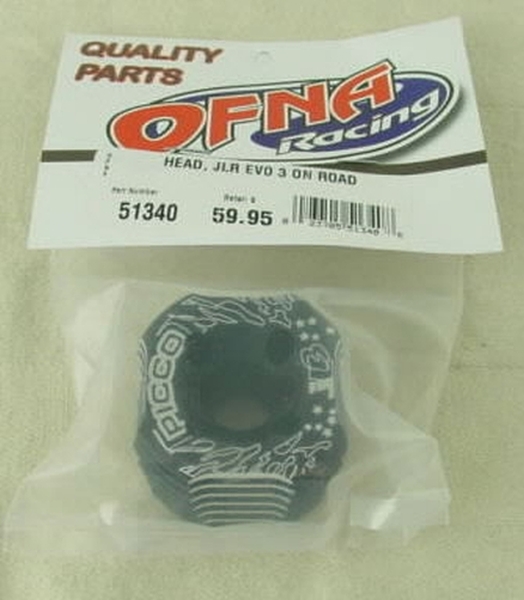 QUALITY
PARTS
OFNA
Racing
HEAD, JLR EVO 3 ON ROAD
Part Number
51340
Retail $
59.95
PICCO